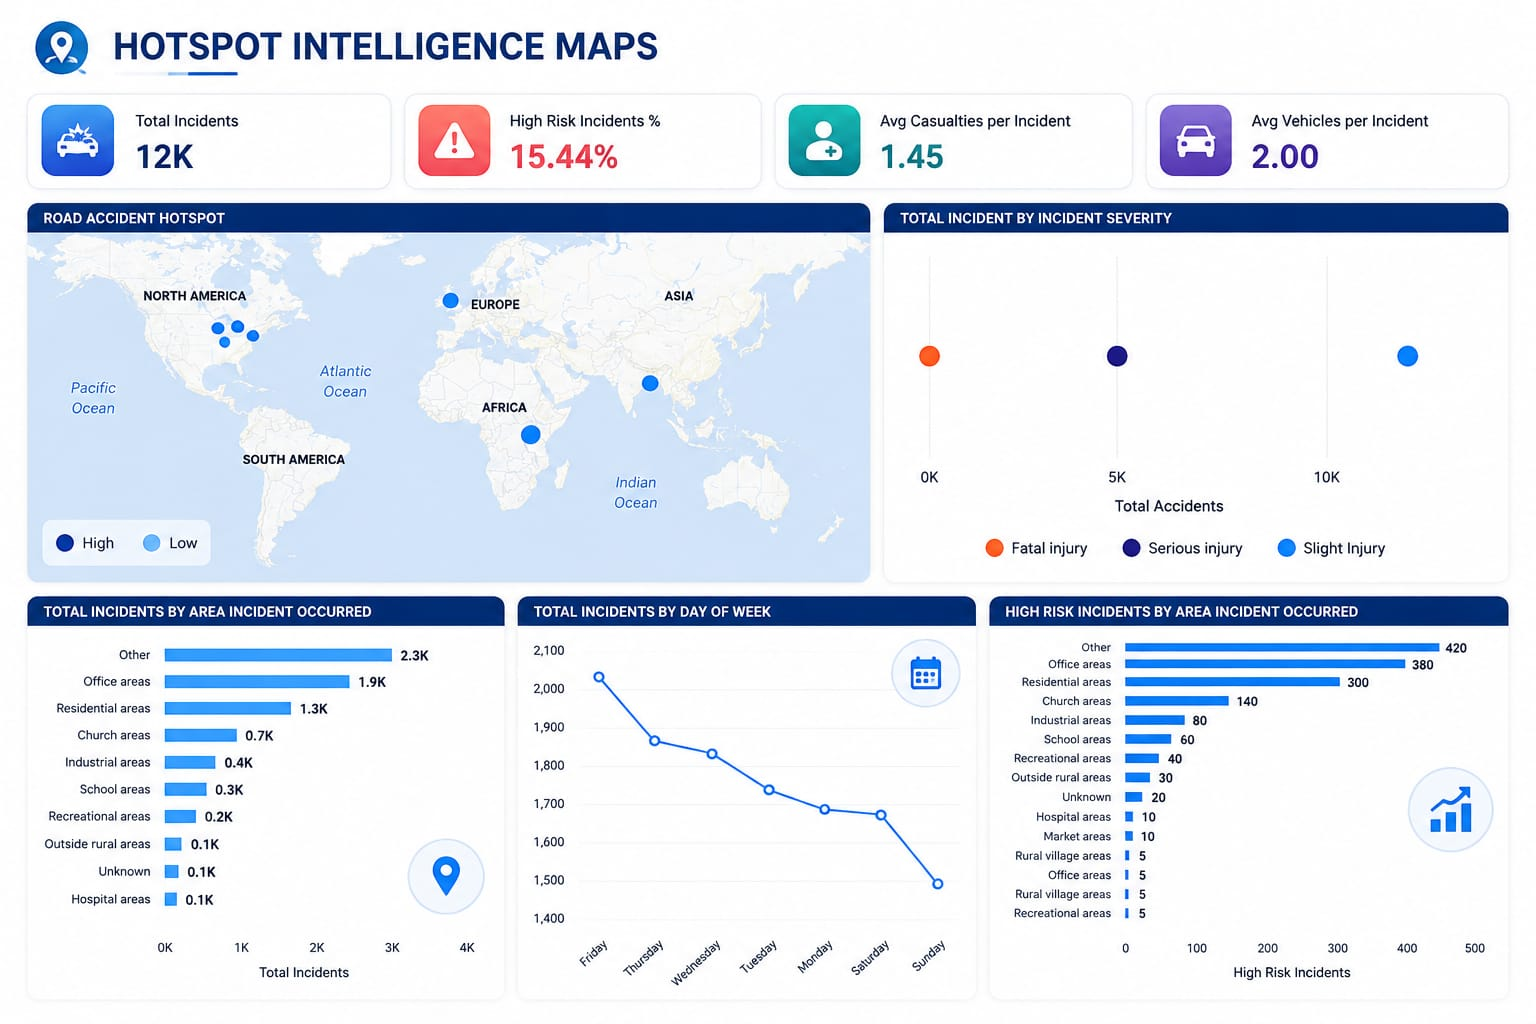 HOTSPOT INTELLIGENCE MAPS
Total Incidents
12K
High Risk Incidents %
15.44%
Avg Casualties per Incident
1.45
Avg Vehicles per Incident
2.00
ROAD ACCIDENT HOTSPOT
NORTH AMERICA
EUROPE
ASIA
Pacific
Ocean
Atlantic
Ocean
AFRICA
SOUTH AMERICA
Indian
Ocean
High
Low
TOTAL INCIDENT BY INCIDENT SEVERITY
0K
5K
10K
Total Accidents
Fatal injury
Serious injury
Slight Injury
TOTAL INCIDENTS BY AREA INCIDENT OCCURRED
Other 2.3K
Office areas 1.9K
Residential areas 1.3K
Church areas 0.7K
Industrial areas 0.4K
School areas 0.3K
Recreational areas 0.2K
Outside rural areas 0.1K
Unknown 0.1K
Hospital areas 0.1K
0K 1K 2K 3K 4K
Total Incidents
TOTAL INCIDENTS BY DAY OF WEEK
2,100
2,000
1,900
1,800
1,700
1,600
1,500
1,400
Friday
Thursday
Wednesday
Tuesday
Monday
Saturday
Sunday
HIGH RISK INCIDENTS BY AREA INCIDENT OCCURRED
Other 420
Office areas 380
Residential areas 300
Church areas 140
Industrial areas 80
School areas 60
Recreational areas 40
Outside rural areas 30
Unknown 20
Hospital areas 10
Market areas 10
Rural village areas 5
Office areas 5
Rural village areas 5
Recreational areas 5
0 100 200 300 400 500
High Risk Incidents